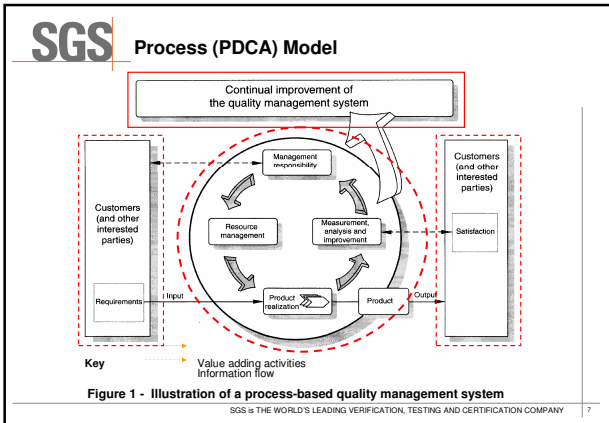 SGS
Process (PDCA) Model
Continual improvement of
the quality management system
Customers
(and other
interested
parties)
Requirements
Input
Management
responsibility
Resource
management
Measurement,
analysis and
improvement
Product
realization
Product
Output
Customers
(and other
interested
parties)
Satisfaction
Key
Value adding activities
Information flow
Figure 1 - Illustration of a process-based quality management system
SGS is THE WORLD'S LEADING VERIFICATION, TESTING AND CERTIFICATION COMPANY
7